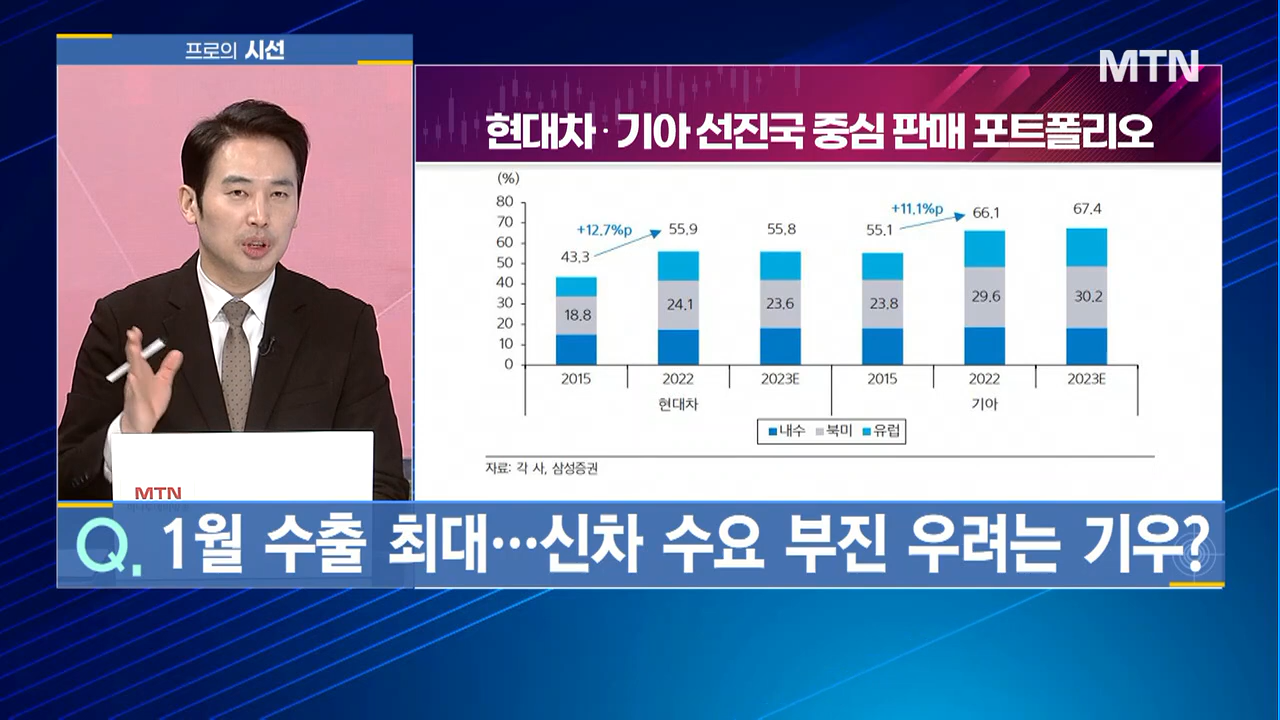 프로의 시선
MTN
현대차·기아 선진국 중심 판매 포트폴리오
(%)
80
70
60
50
40
30
20
10
0
+12.7%p
+11.1%p
43.3
55.9
55.8
55.1
66.1
67.4
18.8
24.1
23.6
23.8
29.6
30.2
2015
2022
2023E
2015
2022
2023E
현대차
기아
내수 북미 유럽
자료: 각 사, 삼성증권
MTN
Q. 1월 수출 최대…신차 수요 부진 우려는 기우?